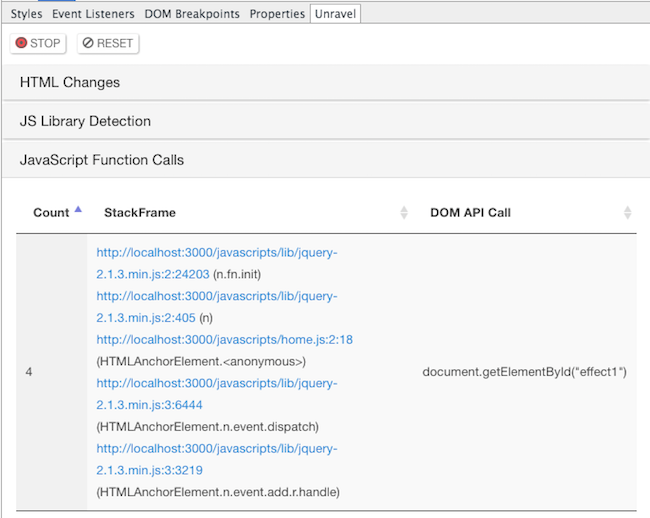 Styles Event Listeners DOM Breakpoints Properties Unravel
STOP RESET
HTML Changes
JS Library Detection
JavaScript Function Calls
Count StackFrame DOM API Call
http://localhost:3000/javascripts/lib/jquery-
2.1.3.min.js:2:24203 (n.fn.init)
http://localhost:3000/javascripts/lib/jquery-
2.1.3.min.js:2:405 (n)
http://localhost:3000/javascripts/home.js:2:18
(HTMLAnchorElement.<anonymous>)
4
document.getElementById("effect1")
http://localhost:3000/javascripts/lib/jquery-
2.1.3.min.js:3:6444
(HTMLAnchorElement.n.event.dispatch)
http://localhost:3000/javascripts/lib/jquery-
2.1.3.min.js:3:3219
(HTMLAnchorElement.n.event.add.r.handle)